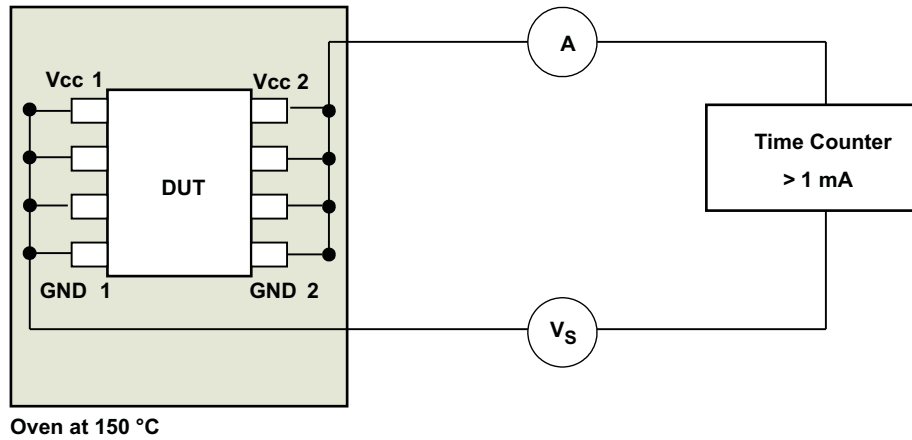 A
Vcc 1
Vcc 2
Time Counter
> 1 mA
DUT
GND 1
GND 2
VS
Oven at 150 °C